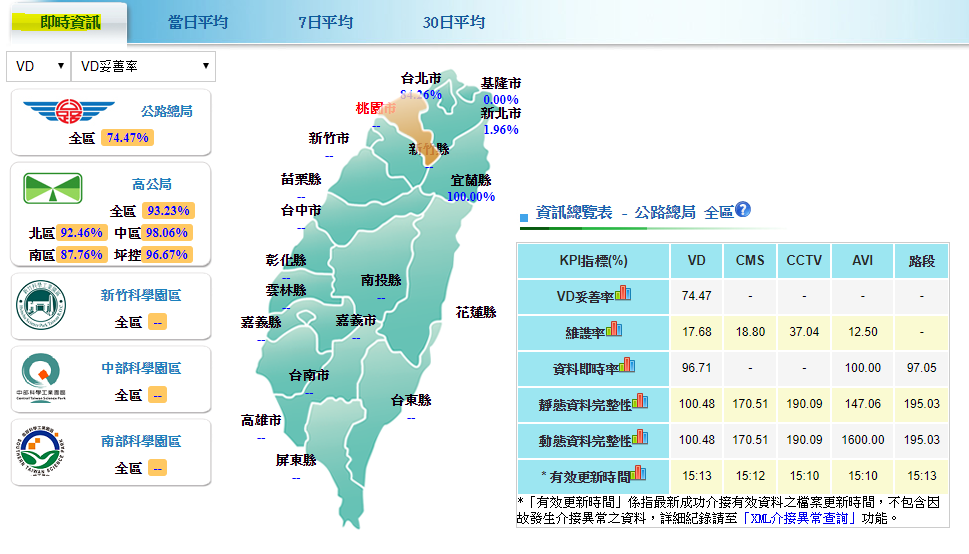 即時資訊 當日平均 7日平均 30日平均
VD VD妥善率
公路總局
全區 74.47%
高公局
全區 93.23%
北區 92.46% 中區 98.06%
南區 87.76% 坪控 96.67%
新竹科學園區
全區 --
中部科學園區
全區 --
南部科學園區
全區 --
台北市
84.26%
基隆市
0.00%
桃園市
--
新北市
1.96%
新竹市
--
新竹縣
--
苗栗縣
--
宜蘭縣
100.00%
台中市
--
彰化縣
--
南投縣
--
雲林縣
--
花蓮縣
嘉義縣
--
嘉義市
--
台南市
--
台東縣
--
高雄市
--
屏東縣
--
資訊總覽表 - 公路總局 全區 ?
KPI指標(%) VD CMS CCTV AVI 路段
VD妥善率 74.47 - - - -
維護率 17.68 18.80 37.04 12.50 -
資料即時率 96.71 - - 100.00 97.05
靜態資料完整性 100.48 170.51 190.09 147.06 195.03
動態資料完整性 100.48 170.51 190.09 1600.00 195.03
*有效更新時間 15:13 15:12 15:10 15:10 15:13
*「有效更新時間」係指最新成功介接有效資料之檔案更新時間，不包含因
故發生介接異常之資料，詳細紀錄請至「XML介接異常查詢」功能。